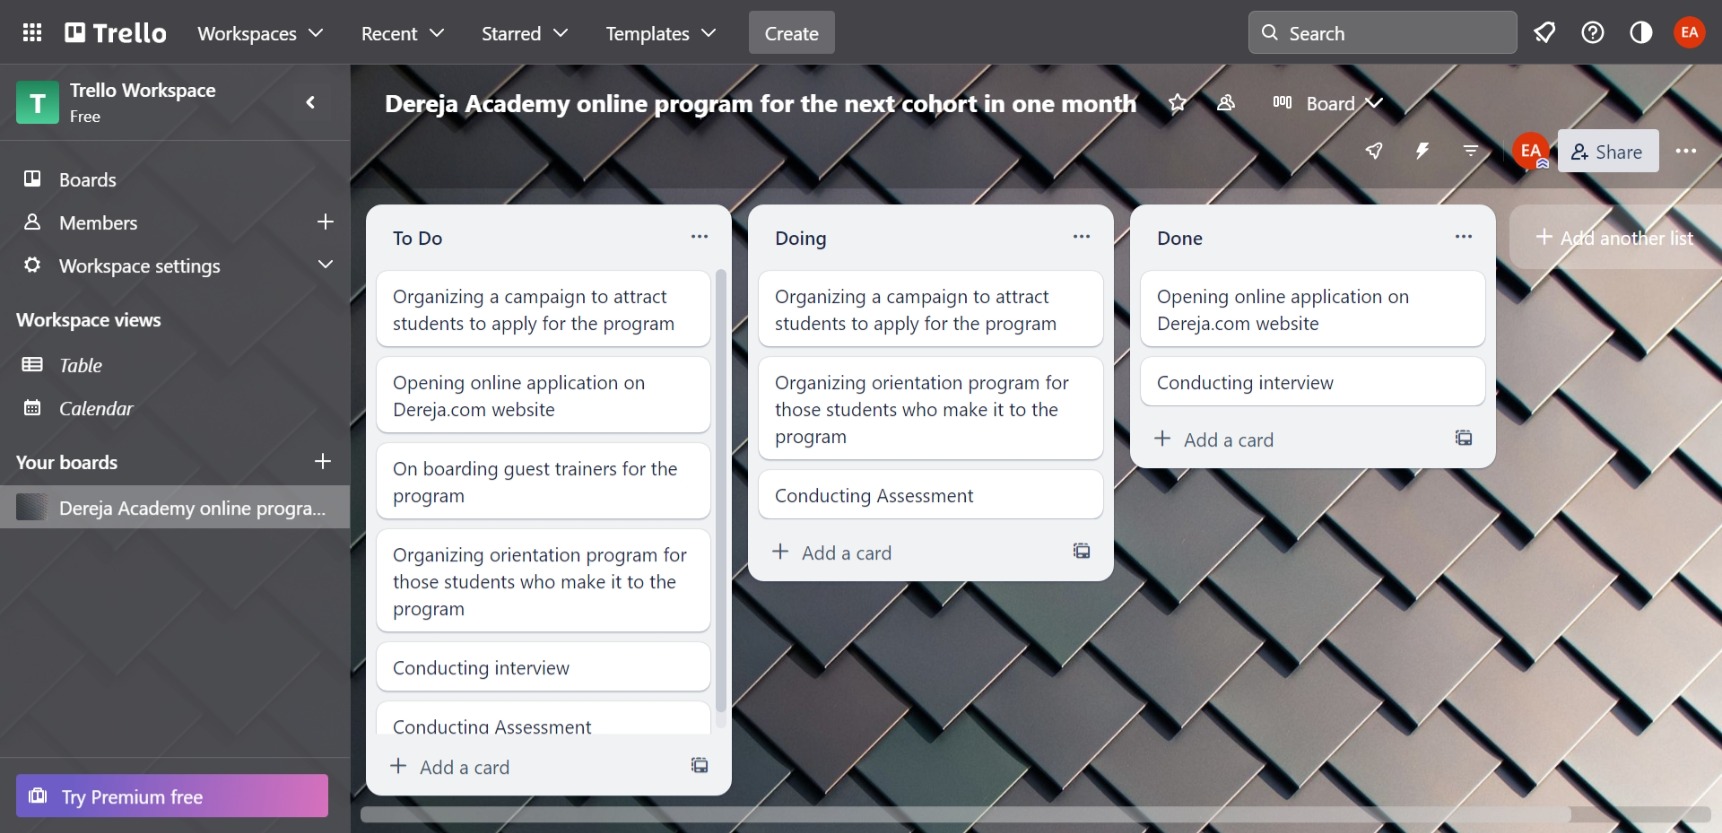 Trello
Workspaces
Recent
Starred
Templates
Create
Search
EA
T
Trello Workspace
Free
Boards
Members
Workspace settings
Workspace views
Table
Calendar
Your boards
Dereja Academy online progra...
Try Premium free
Dereja Academy online program for the next cohort in one month
Board
EA
Share
To Do
Organizing a campaign to attract
students to apply for the program
Opening online application on
Dereja.com website
On boarding guest trainers for the
program
Organizing orientation program for
those students who make it to the
program
Conducting interview
Conducting Assessment
Add a card
Doing
Organizing a campaign to attract
students to apply for the program
Organizing orientation program for
those students who make it to the
program
Conducting Assessment
Add a card
Done
Opening online application on
Dereja.com website
Conducting interview
Add a card
Add another list